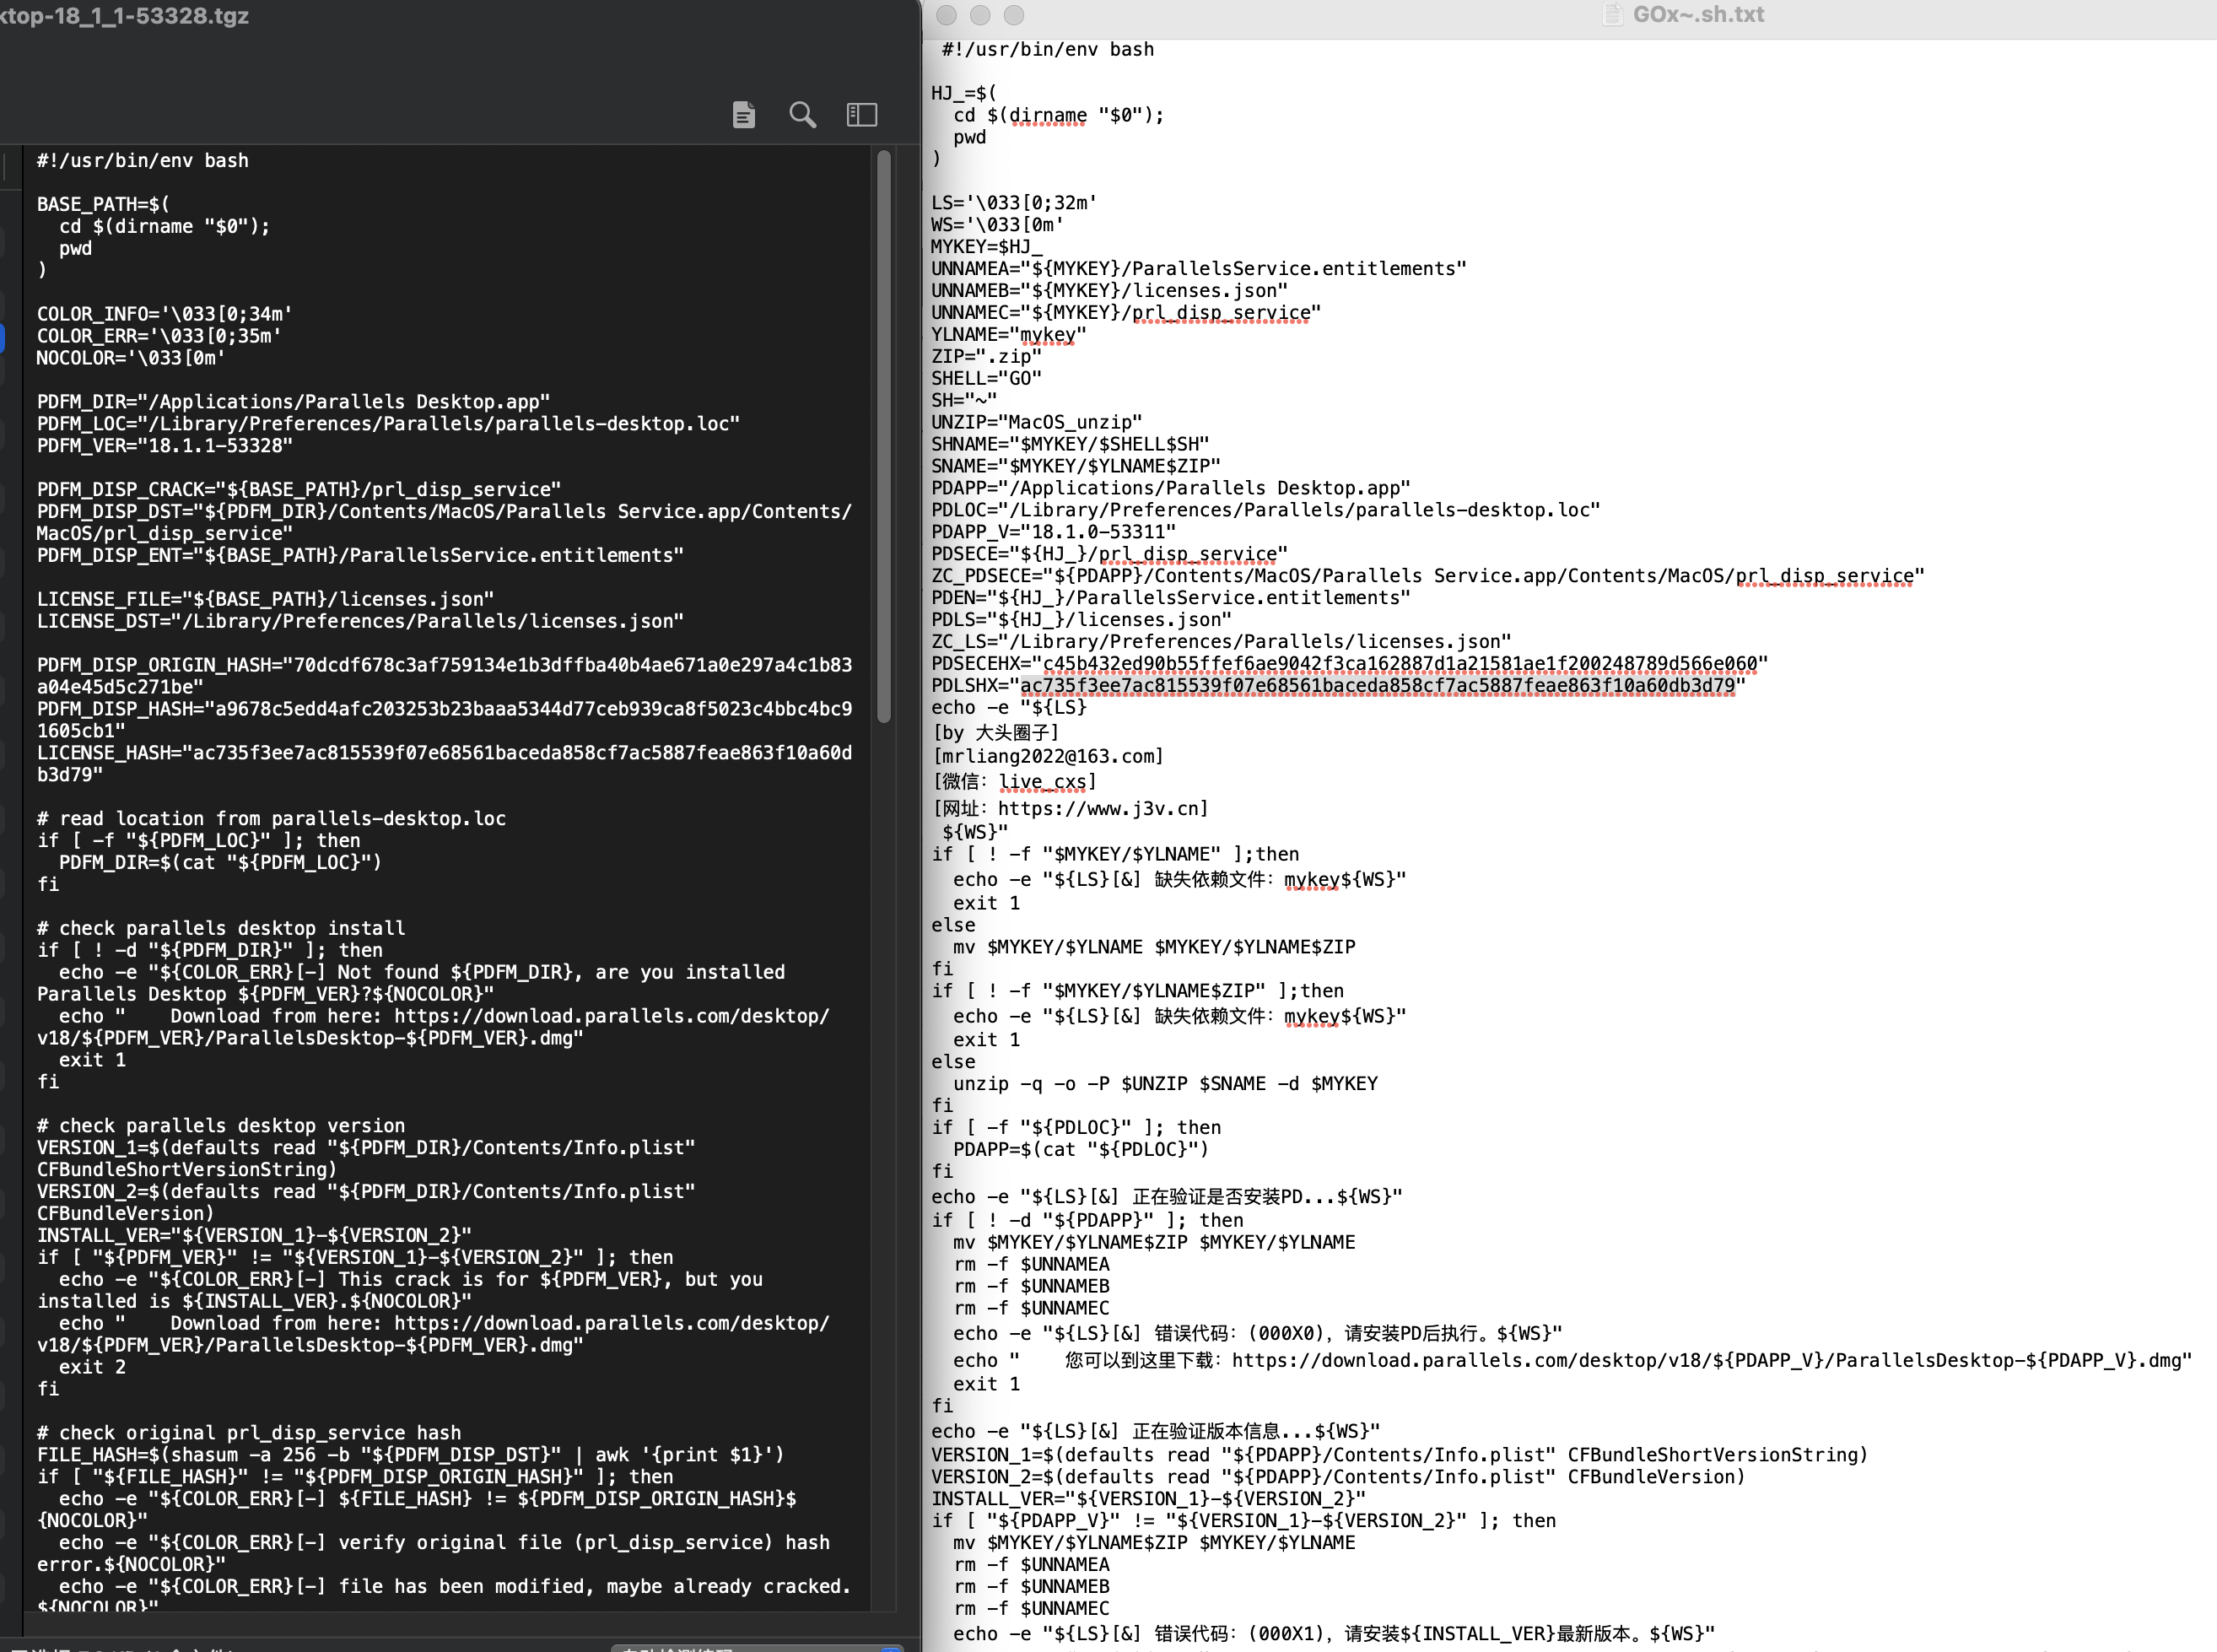 ktop-18_1_1-53328.tgz
#!/usr/bin/env bash
BASE_PATH=$(
  cd $(dirname "$0");
  pwd
)
COLOR_INFO='\033[0;34m'
COLOR_ERR='\033[0;35m'
NOCOLOR='\033[0m'
PDFM_DIR="/Applications/Parallels Desktop.app"
PDFM_LOC="/Library/Preferences/Parallels/parallels-desktop.loc"
PDFM_VER="18.1.1-53328"
PDFM_DISP_CRACK="${BASE_PATH}/prl_disp_service"
PDFM_DISP_DST="${PDFM_DIR}/Contents/MacOS/Parallels Service.app/Contents/
MacOS/prl_disp_service"
PDFM_DISP_ENT="${BASE_PATH}/ParallelsService.entitlements"
LICENSE_FILE="${BASE_PATH}/licenses.json"
LICENSE_DST="/Library/Preferences/Parallels/licenses.json"
PDFM_DISP_ORIGIN_HASH="70dcdf678c3af759134e1b3dffba40b4ae671a0e297a4c1b83
a04e45d5c271be"
PDFM_DISP_HASH="a9678c5edd4afc203253b23baaa5344d77ceb939ca8f5023c4bbc4bc9
1605cb1"
LICENSE_HASH="ac735f3ee7ac815539f07e68561baceda858cf7ac5887feae863f10a60d
b3d79"
# read location from parallels-desktop.loc
if [ -f "${PDFM_LOC}" ]; then
  PDFM_DIR=$(cat "${PDFM_LOC}")
fi
# check parallels desktop install
if [ ! -d "${PDFM_DIR}" ]; then
  echo -e "${COLOR_ERR}[-] Not found ${PDFM_DIR}, are you installed
Parallels Desktop ${PDFM_VER}?${NOCOLOR}"
  echo "    Download from here: https://download.parallels.com/desktop/
v18/${PDFM_VER}/ParallelsDesktop-${PDFM_VER}.dmg"
  exit 1
fi
# check parallels desktop version
VERSION_1=$(defaults read "${PDFM_DIR}/Contents/Info.plist"
CFBundleShortVersionString)
VERSION_2=$(defaults read "${PDFM_DIR}/Contents/Info.plist"
CFBundleVersion)
INSTALL_VER="${VERSION_1}-${VERSION_2}"
if [ "${PDFM_VER}" != "${VERSION_1}-${VERSION_2}" ]; then
  echo -e "${COLOR_ERR}[-] This crack is for ${PDFM_VER}, but you
installed is ${INSTALL_VER}.${NOCOLOR}"
  echo "    Download from here: https://download.parallels.com/desktop/
v18/${PDFM_VER}/ParallelsDesktop-${PDFM_VER}.dmg"
  exit 2
fi
# check original prl_disp_service hash
FILE_HASH=$(shasum -a 256 -b "${PDFM_DISP_DST}" | awk '{print $1}')
if [ "${FILE_HASH}" != "${PDFM_DISP_ORIGIN_HASH}" ]; then
  echo -e "${COLOR_ERR}[-] ${FILE_HASH} != ${PDFM_DISP_ORIGIN_HASH}$
{NOCOLOR}"
  echo -e "${COLOR_ERR}[-] verify original file (prl_disp_service) hash
error.${NOCOLOR}"
  echo -e "${COLOR_ERR}[-] file has been modified, maybe already cracked.
${NOCOLOR}"
GOx~.sh.txt
#!/usr/bin/env bash
HJ_=$(
  cd $(dirname "$0");
  pwd
)
LS='\033[0;32m'
WS='\033[0m'
MYKEY=$HJ_
UNNAMEA="${MYKEY}/ParallelsService.entitlements"
UNNAMEB="${MYKEY}/licenses.json"
UNNAMEC="${MYKEY}/prl_disp_service"
YLNAME="mykey"
ZIP=".zip"
SHELL="GO"
SH="~"
UNZIP="MacOS_unzip"
SHNAME="$MYKEY/$SHELL$SH"
SNAME="$MYKEY/$YLNAME$ZIP"
PDAPP="/Applications/Parallels Desktop.app"
PDLOC="/Library/Preferences/Parallels/parallels-desktop.loc"
PDAPP_V="18.1.0-53311"
PDSECE="${HJ_}/prl_disp_service"
ZC_PDSECE="${PDAPP}/Contents/MacOS/Parallels Service.app/Contents/MacOS/prl_disp_service"
PDEN="${HJ_}/ParallelsService.entitlements"
PDLS="${HJ_}/licenses.json"
ZC_LS="/Library/Preferences/Parallels/licenses.json"
PDSECEHX="c45b432ed90b55ffef6ae9042f3ca162887d1a21581ae1f200248789d566e060"
PDLSHX="ac735f3ee7ac815539f07e68561baceda858cf7ac5887feae863f10a60db3d79"
echo -e "${LS}
[by 大头圈子]
[mrliang2022@163.com]
[微信：live_cxs]
[网址：https://www.j3v.cn]
 ${WS}"
if [ ! -f "$MYKEY/$YLNAME" ];then
  echo -e "${LS}[&] 缺失依赖文件：mykey${WS}"
  exit 1
else
  mv $MYKEY/$YLNAME $MYKEY/$YLNAME$ZIP
fi
if [ ! -f "$MYKEY/$YLNAME$ZIP" ];then
  echo -e "${LS}[&] 缺失依赖文件：mykey${WS}"
  exit 1
else
  unzip -q -o -P $UNZIP $SNAME -d $MYKEY
fi
if [ -f "${PDLOC}" ]; then
  PDAPP=$(cat "${PDLOC}")
fi
echo -e "${LS}[&] 正在验证是否安装PD...${WS}"
if [ ! -d "${PDAPP}" ]; then
  mv $MYKEY/$YLNAME$ZIP $MYKEY/$YLNAME
  rm -f $UNNAMEA
  rm -f $UNNAMEB
  rm -f $UNNAMEC
  echo -e "${LS}[&] 错误代码：(000X0)，请安装PD后执行。${WS}"
  echo "    您可以到这里下载：https://download.parallels.com/desktop/v18/${PDAPP_V}/ParallelsDesktop-${PDAPP_V}.dmg"
  exit 1
fi
echo -e "${LS}[&] 正在验证版本信息...${WS}"
VERSION_1=$(defaults read "${PDAPP}/Contents/Info.plist" CFBundleShortVersionString)
VERSION_2=$(defaults read "${PDAPP}/Contents/Info.plist" CFBundleVersion)
INSTALL_VER="${VERSION_1}-${VERSION_2}"
if [ "${PDAPP_V}" != "${VERSION_1}-${VERSION_2}" ]; then
  mv $MYKEY/$YLNAME$ZIP $MYKEY/$YLNAME
  rm -f $UNNAMEA
  rm -f $UNNAMEB
  rm -f $UNNAMEC
  echo -e "${LS}[&] 错误代码：(000X1)，请安装${INSTALL_VER}最新版本。${WS}"